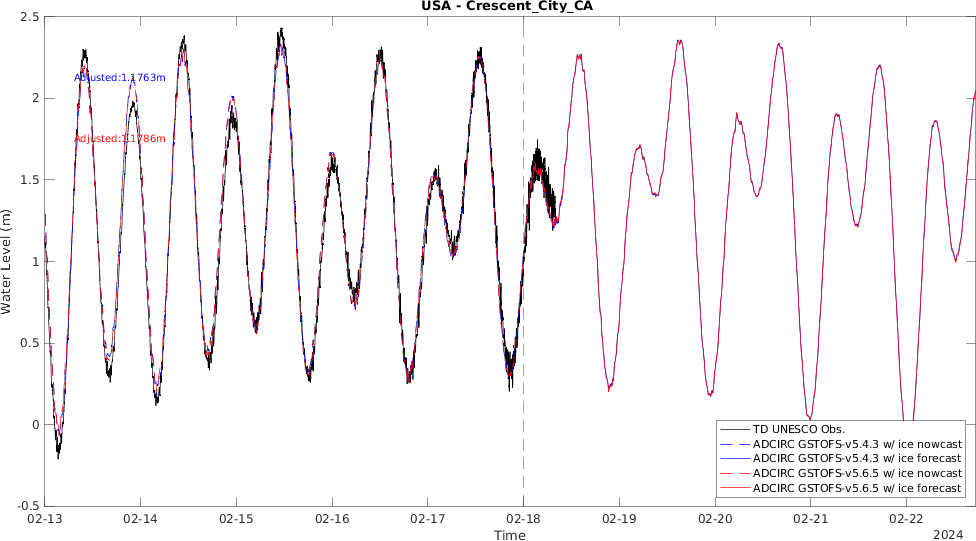 USA - Crescent_City_CA
2.5
2
1.5
1
0.5
0
-0.5
Water Level (m)
Adjusted:1.1763m
Adjusted:1.1786m
TD UNESCO Obs.
ADCIRC GSTOFS-v5.4.3 w/ ice nowcast
ADCIRC GSTOFS-v5.4.3 w/ ice forecast
ADCIRC GSTOFS-v5.6.5 w/ ice nowcast
ADCIRC GSTOFS-v5.6.5 w/ ice forecast
02-13 02-14 02-15 02-16 02-17 02-18 02-19 02-20 02-21 02-22
Time
2024